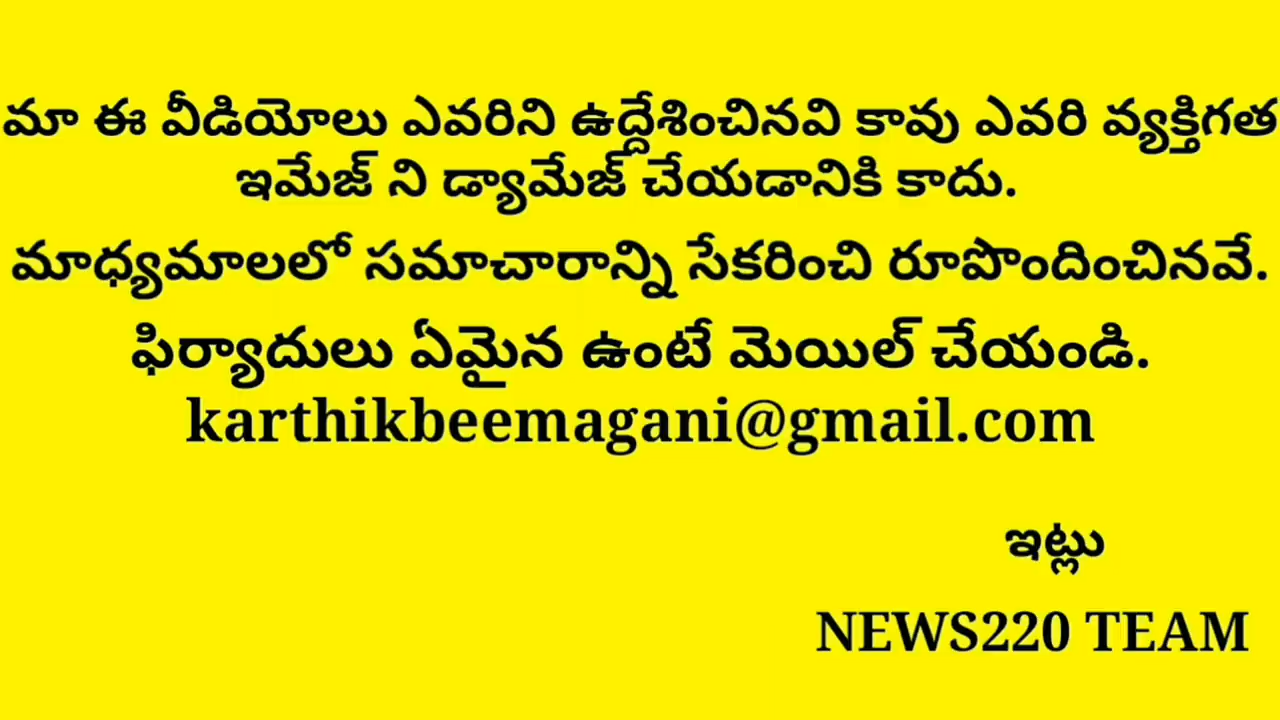 మా ఈ వీడియోలు ఎవరిని ఉద్దేశించినవి కావు ఎవరి వ్యక్తిగత
ఇమేజ్ ని డ్యామేజ్ చేయడానికి కాదు.
మాధ్యమాలలో సమాచారాన్ని సేకరించి రూపొందించినవే.
ఫిర్యాదులు ఏమైన ఉంటే మెయిల్ చేయండి.
karthikbeemagani@gmail.com
ఇట్లు
NEWS220 TEAM